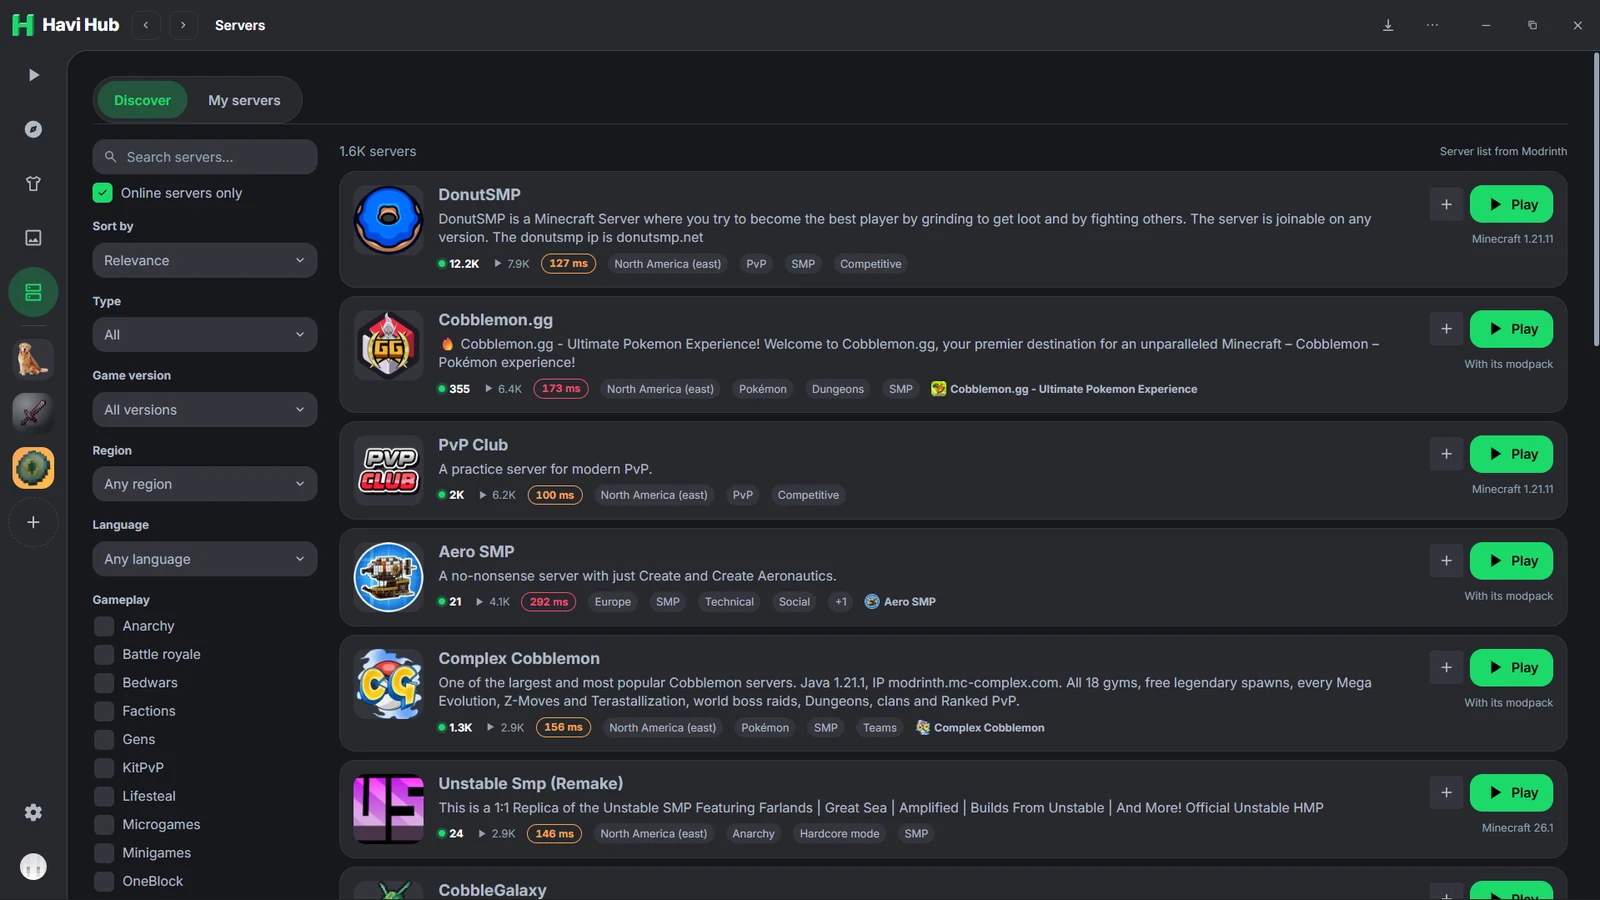 Havi Hub
Servers
Discover
My servers
Search servers...
Online servers only
Sort by
Relevance
Type
All
Game version
All versions
Region
Any region
Language
Any language
Gameplay
Anarchy
Battle royale
Bedwars
Factions
Gens
KitPvP
Lifesteal
Microgames
Minigames
OneBlock
1.6K servers
Server list from Modrinth
DonutSMP
DonutSMP is a Minecraft Server where you try to become the best player by grinding to get loot and by fighting others. The server is joinable on any
version. The donutsmp ip is donutsmp.net
12.2K 7.9K 127 ms North America (east) PvP SMP Competitive
Play
Minecraft 1.21.11
GG
Cobblemon.gg
🔥 Cobblemon.gg - Ultimate Pokemon Experience! Welcome to Cobblemon.gg, your premier destination for an unparalleled Minecraft – Cobblemon –
Pokémon experience!
355 6.4K 173 ms North America (east) Pokémon Dungeons SMP Cobblemon.gg - Ultimate Pokemon Experience
Play
With its modpack
PVP
CLUB
PvP Club
A practice server for modern PvP.
2K 6.2K 100 ms North America (east) PvP Competitive
Play
Minecraft 1.21.11
Aero SMP
A no-nonsense server with just Create and Create Aeronautics.
21 4.1K 292 ms Europe SMP Technical Social +1 Aero SMP
Play
With its modpack
CG
Complex Cobblemon
One of the largest and most popular Cobblemon servers. Java 1.21.1, IP modrinth.mc-complex.com. All 18 gyms, free legendary spawns, every Mega
Evolution, Z-Moves and Terastallization, world boss raids, Dungeons, clans and Ranked PvP.
1.3K 2.9K 156 ms North America (east) Pokémon SMP Teams Complex Cobblemon
Play
With its modpack
US
Unstable Smp (Remake)
This is a 1:1 Replica of the Unstable SMP Featuring Farlands | Great Sea | Amplified | Builds From Unstable | And More! Official Unstable HMP
24 2.9K 146 ms North America (east) Anarchy Hardcore mode SMP
Play
Minecraft 26.1
CobbleGalaxy
Play